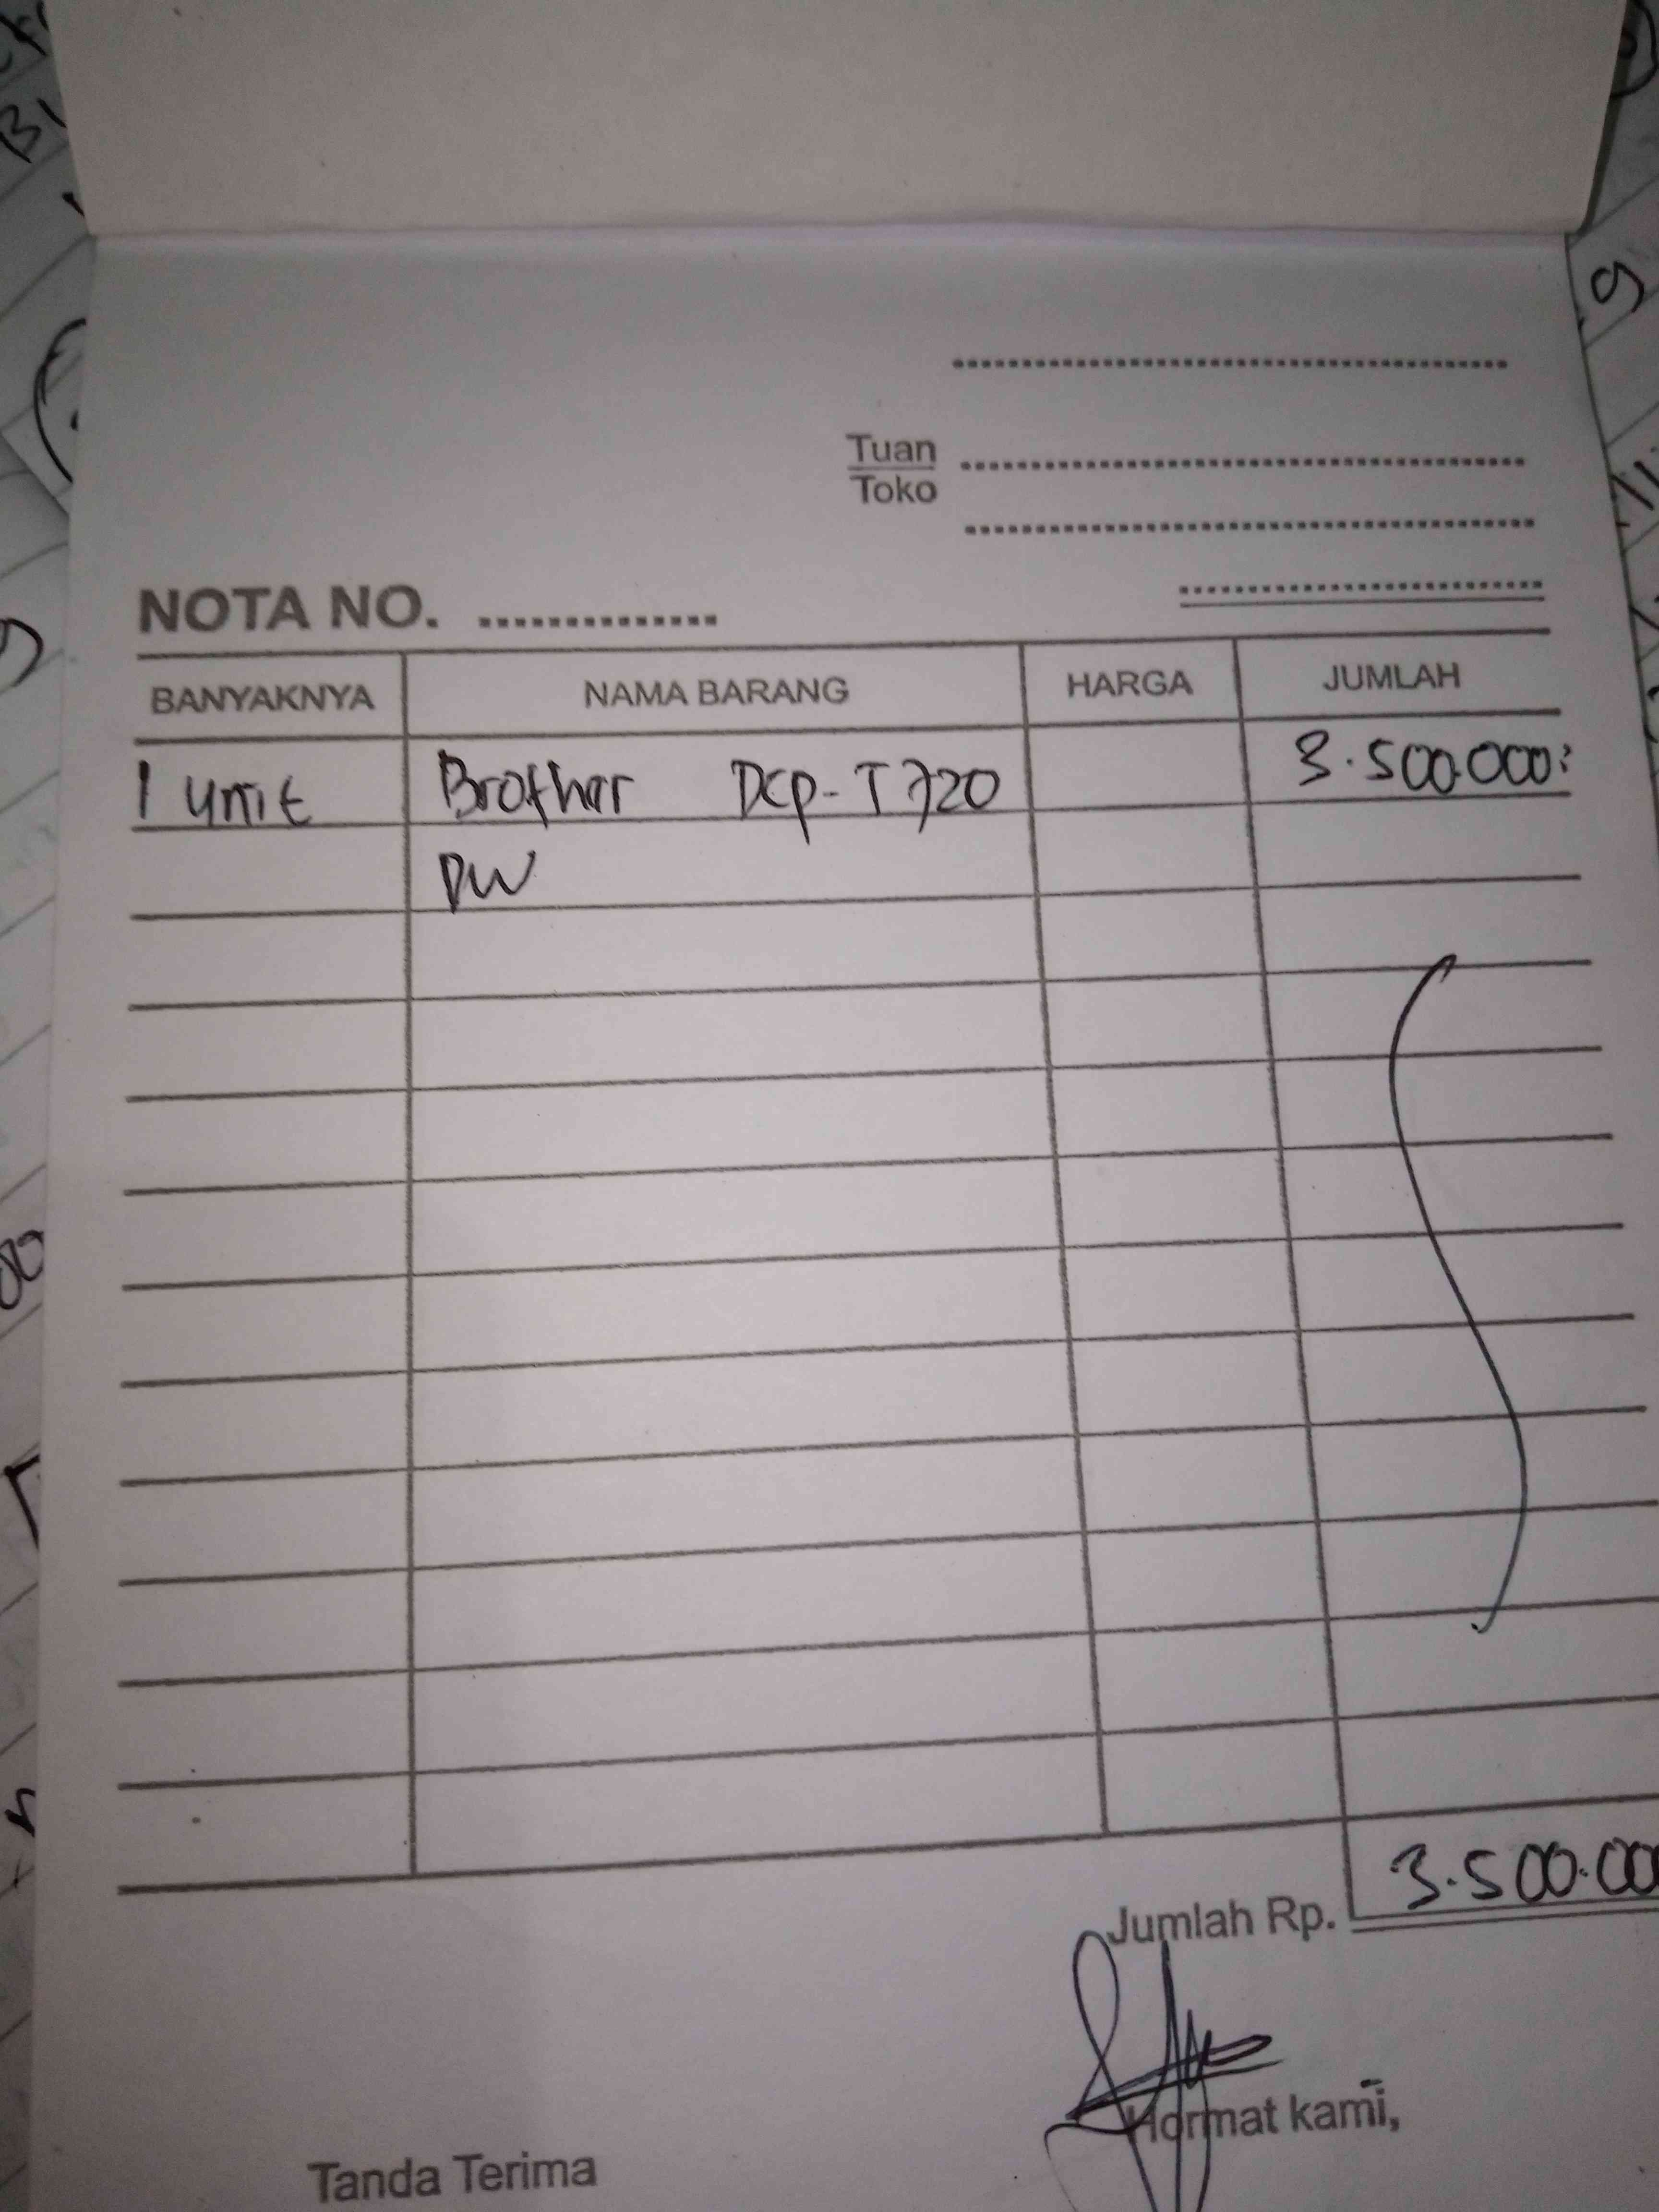 Tuan
Toko
NOTA NO.
BANYAKNYA NAMA BARANG HARGA JUMLAH
1 unit Brother DCP-T720 3.500.000
DW
Jumlah Rp. 3.500.00
Hormat kami,
Tanda Terima